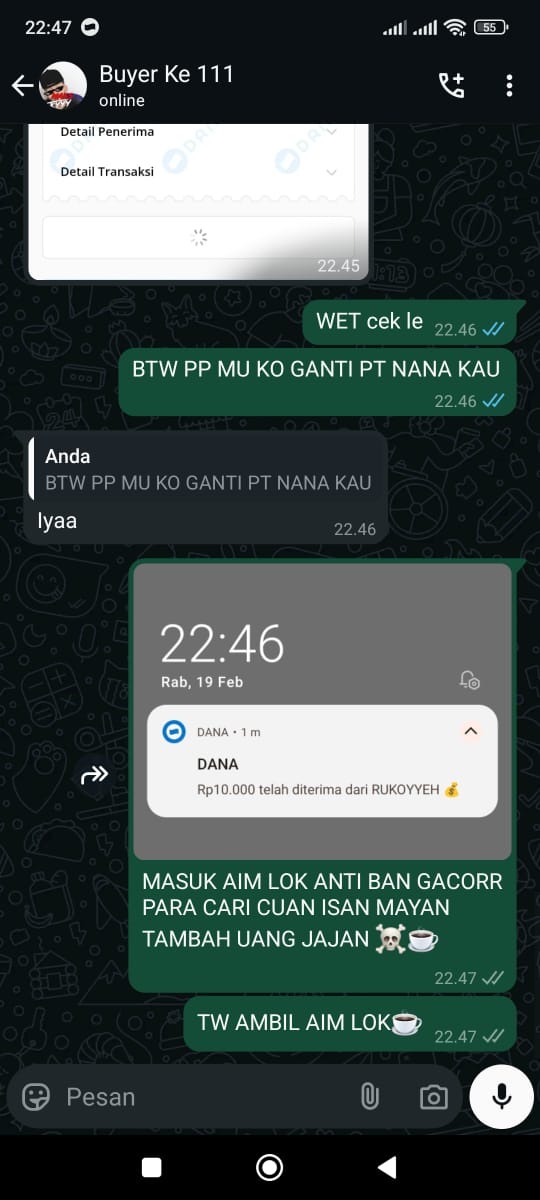 22:47
55
Buyer Ke 111
online
Detail Penerima
Detail Transaksi
22.45
WET cek le
22.46
BTW PP MU KO GANTI PT NANA KAU
22.46
Anda
BTW PP MU KO GANTI PT NANA KAU
Iyaa
22.46
22:46
Rab, 19 Feb
DANA • 1 m
DANA
Rp10.000 telah diterima dari RUKOYYEH 💰
MASUK AIM LOK ANTI BAN GACORR
PARA CARI CUAN ISAN MAYAN
TAMBAH UANG JAJAN ☠️☕
22.47
TW AMBIL AIM LOK☕
22.47
Pesan